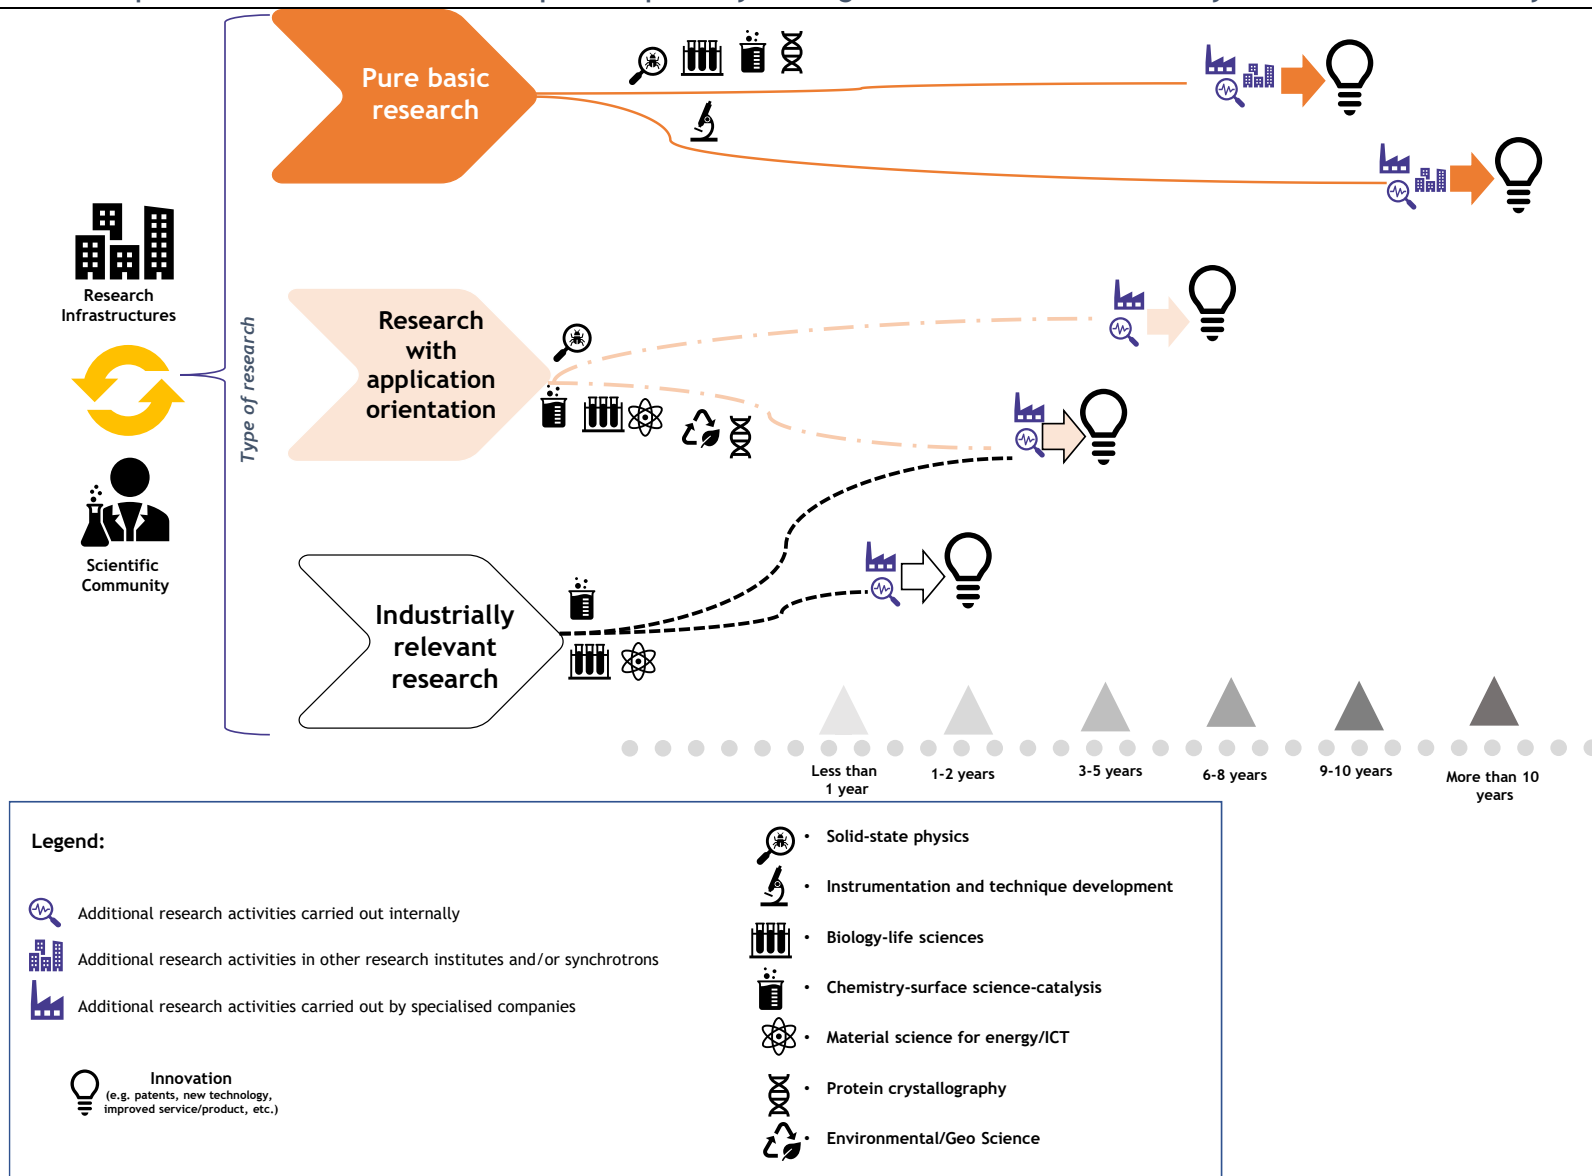 Pure basic
research
Research
Infrastructures
Type of research
Research
with
application
orientation
Scientific
Community
Industrially
relevant
research
Less than
1 year
1-2 years
3-5 years
6-8 years
9-10 years
More than 10
years
Legend:
Additional research activities carried out internally
Additional research activities in other research institutes and/or synchrotrons
Additional research activities carried out by specialised companies
Innovation
(e.g. patents, new technology,
improved service/product, etc.)
• Solid-state physics
• Instrumentation and technique development
• Biology-life sciences
• Chemistry-surface science-catalysis
• Material science for energy/ICT
• Protein crystallography
• Environmental/Geo Science